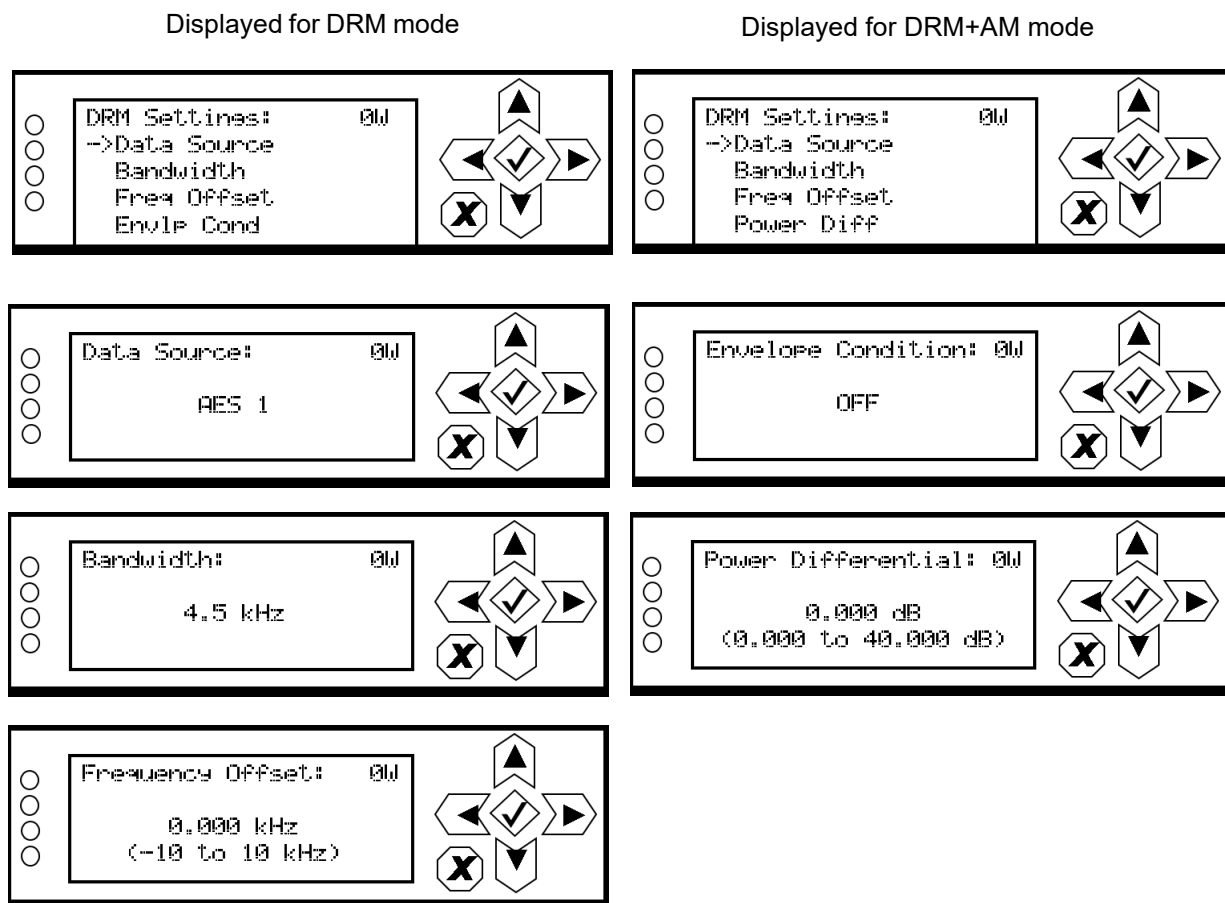 Displayed for DRM mode
Displayed for DRM+AM mode
DRM Settings: 0W
->Data Source
Bandwidth
Freq Offset
Envlp Cond
DRM Settings: 0W
->Data Source
Bandwidth
Freq Offset
Power Diff
Data Source: 0W
AES 1
Envelope Condition: 0W
OFF
Bandwidth: 0W
4.5 kHz
Power Differential: 0W
0.000 dB
(0.000 to 40.000 dB)
Frequency Offset: 0W
0.000 kHz
(-10 to 10 kHz)